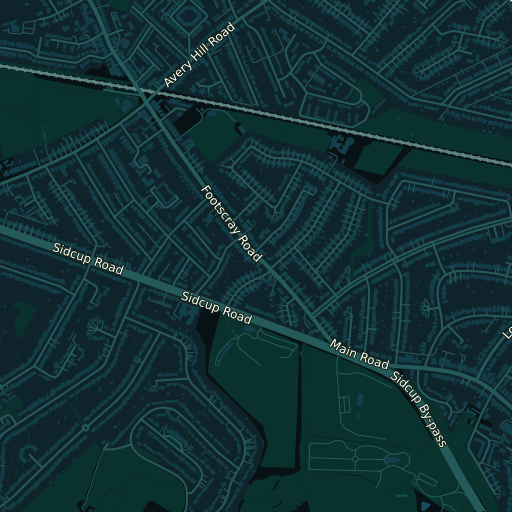 Avery Hill Road
Footscray Road
Sidcup Road
Sidcup Road
Main Road
Sidcup By-pass